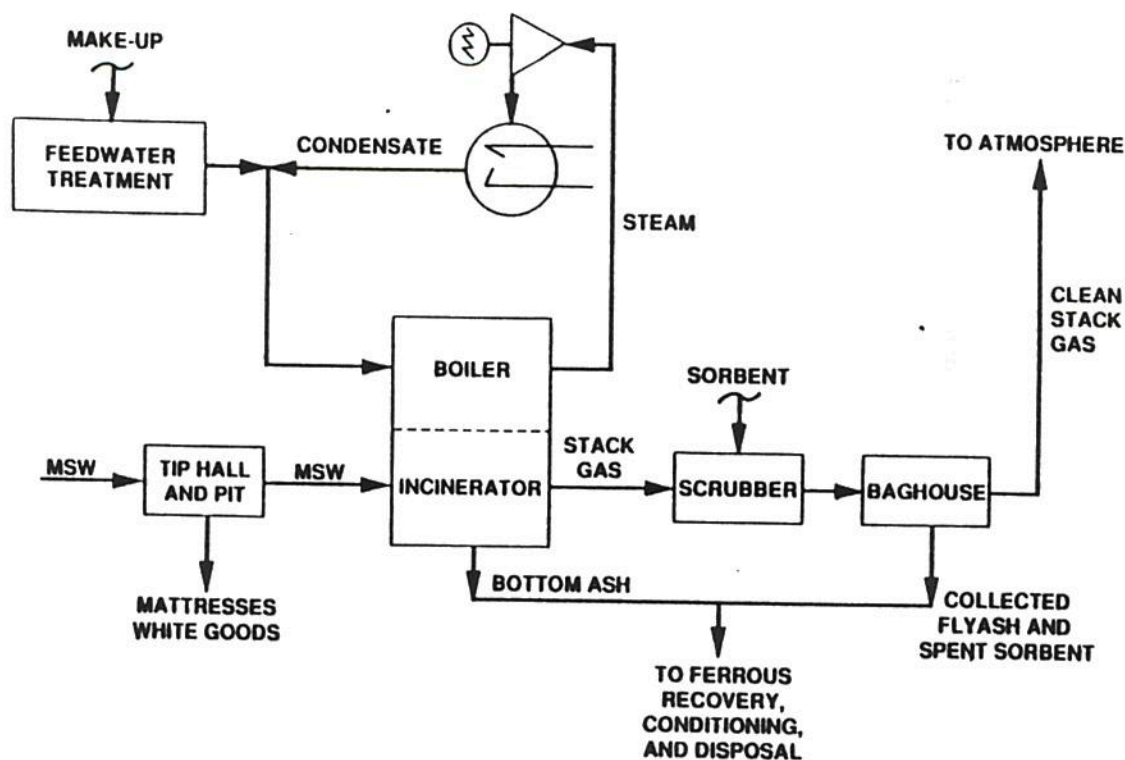 MAKE-UP
FEEDWATER
TREATMENT
CONDENSATE
STEAM
TO ATMOSPHERE
CLEAN
STACK
GAS
BOILER
SORBENT
MSW
TIP HALL
AND PIT
MSW
INCINERATOR
STACK
GAS
SCRUBBER
BAGHOUSE
MATTRESSES
WHITE GOODS
BOTTOM ASH
COLLECTED
FLYASH AND
SPENT SORBENT
TO FERROUS
RECOVERY,
CONDITIONING,
AND DISPOSAL